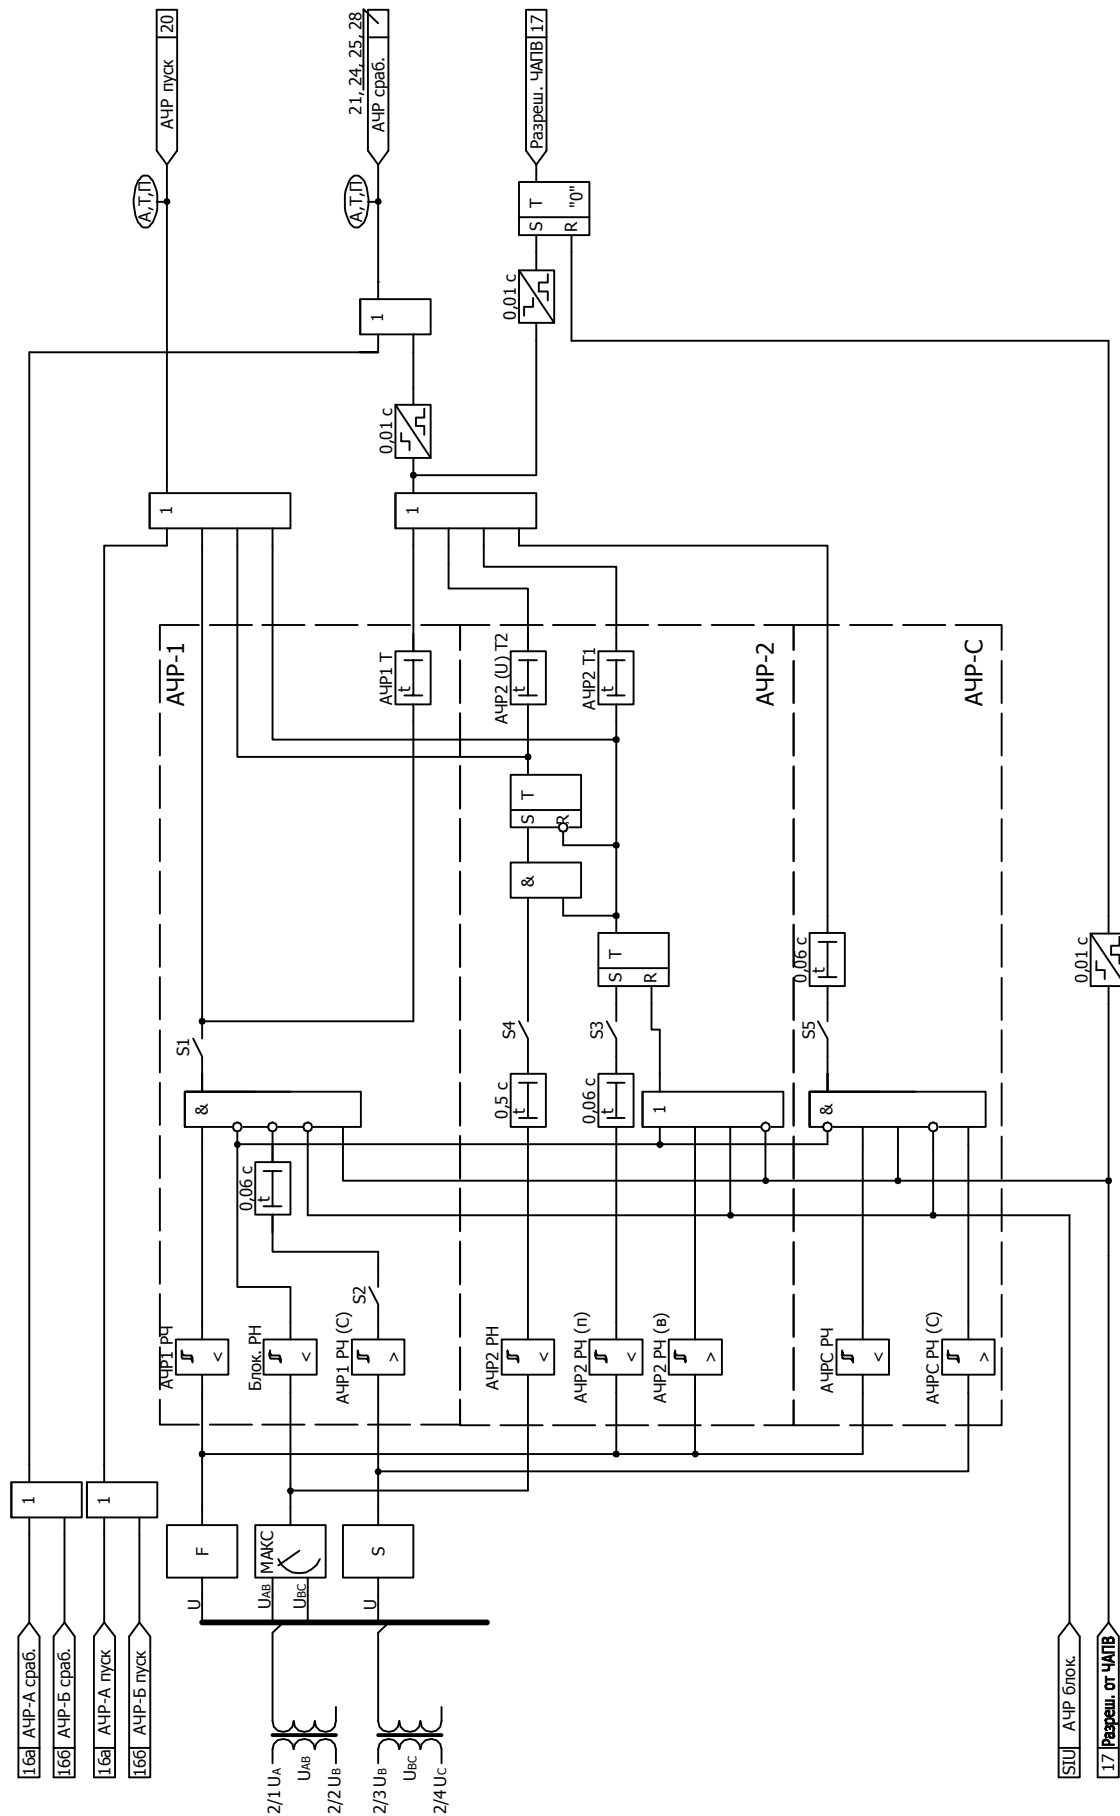 16а АЧР-А сраб.
16б АЧР-Б сраб.
16а АЧР-А пуск
16б АЧР-Б пуск
1
1
2/1 UA
UAB
2/2 UB
2/3 UB
UBC
2/4 UC
U
UAB
UBC
U
F
МАКС
S
АЧР1 РЧ
<
Блок. РН
<
АЧР1 РЧ (С)
>
S2
0,06 с
t
&
S1
АЧР1 Т
t
АЧР-1
АЧР2 РН
<
0,5 с
t
S4
&
S T
R
АЧР2 (U) T2
t
АЧР2 РЧ (п)
<
0,06 с
t
S3
S T
R
АЧР2 Т1
t
АЧР2 РЧ (в)
>
1
АЧР-2
АЧРС РЧ
<
АЧРС РЧ (С)
>
&
S5
0,06 с
t
АЧР-С
1
1
0,01 с
1
А,Т,П
АЧР пуск 20
А,Т,П
21, 24, 25, 28
АЧР сраб.
0,01 с
S T
R "0"
Разреш. ЧАПВ 17
SIU АЧР блок.
17 Разреш. от ЧАПВ
0,01 с